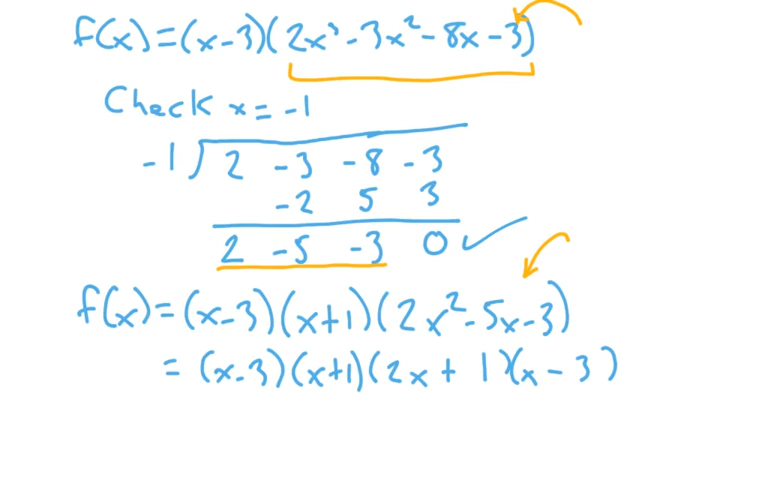 f(x)=(x-3)(2x³-3x²-8x-3)
Check x=-1
-1 2 -3 -8 -3
-2 5 3
2 -5 -3 0 ✓
f(x)=(x-3)(x+1)(2x²-5x-3)
=(x-3)(x+1)(2x+1)(x-3)